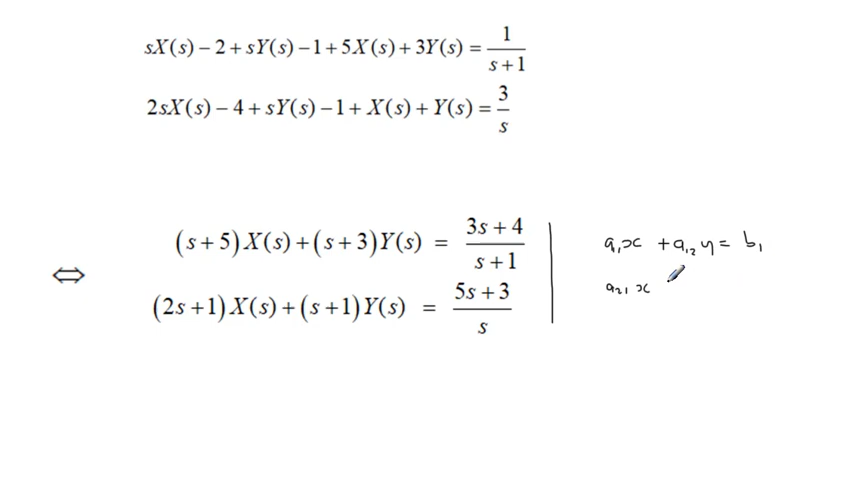 sX(s) − 2 + sY(s) − 1 + 5X(s) + 3Y(s) = 1/(s+1)
2sX(s) − 4 + sY(s) − 1 + X(s) + Y(s) = 3/s
(s+5)X(s) + (s+3)Y(s) = (3s+4)/(s+1)
a₁x + a₁₂y = b₁
⇔
(2s+1)X(s) + (s+1)Y(s) = (5s+3)/s
a₂₁x